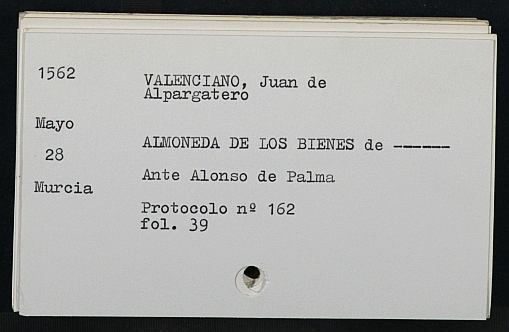 1562
VALENCIANO, Juan de
Alpargatero
Mayo
28
ALMONEDA DE LOS BIENES de ------
Murcia
Ante Alonso de Palma
Protocolo nº 162
fol. 39